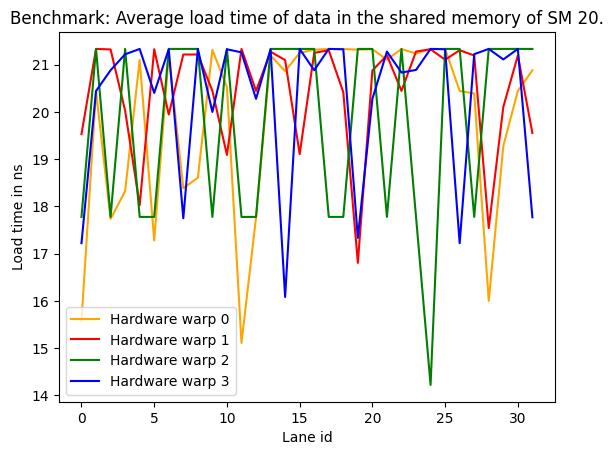 Benchmark: Average load time of data in the shared memory of SM 20.
Load time in ns
21
20
19
18
17
16
15
14
Hardware warp 0
Hardware warp 1
Hardware warp 2
Hardware warp 3
0
5
10
15
20
25
30
Lane id